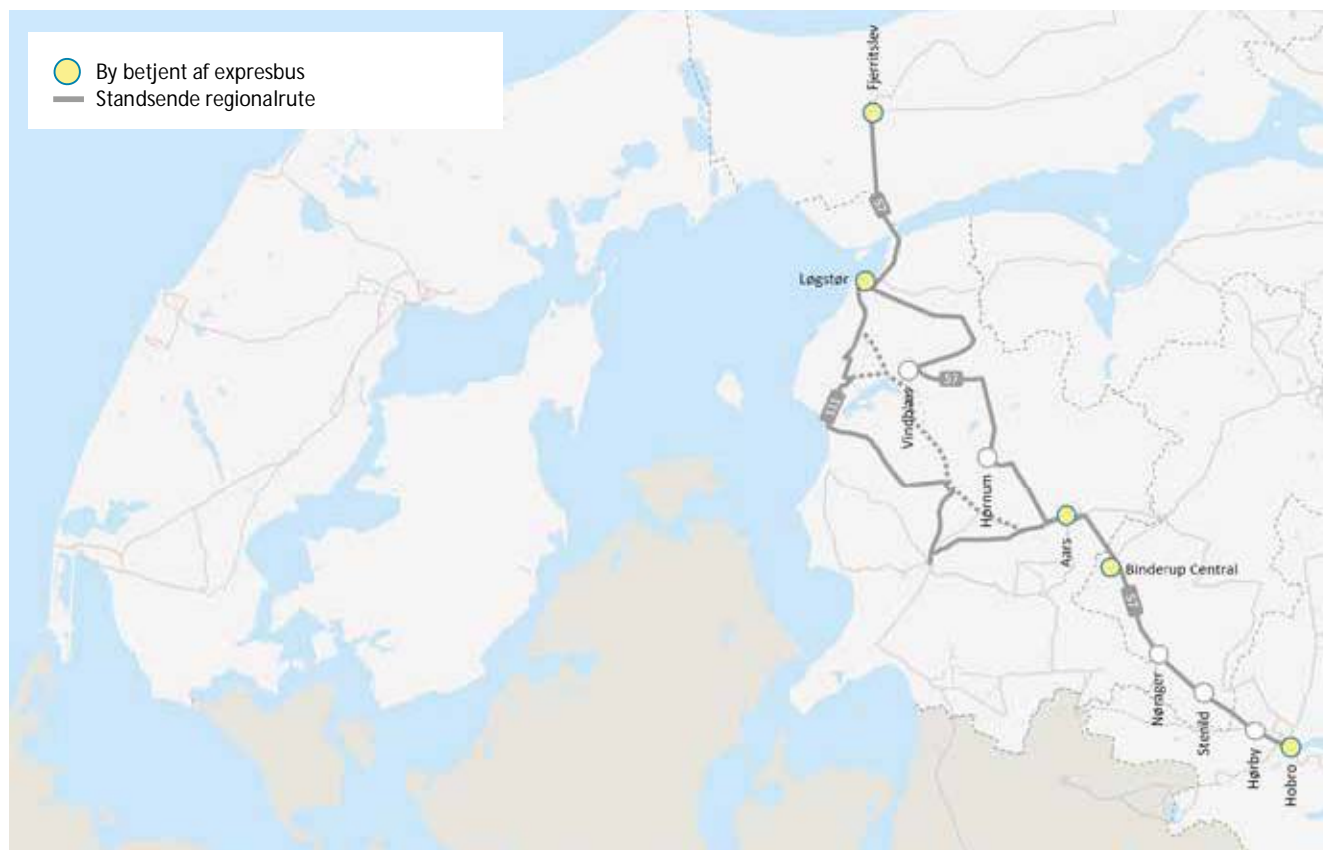 By betjent af expresbus
Standsende regionalrute
Fjerritslev
57
Løgstør
57
Vindblæs
111
Hørnum
Aars
Binderup Central
57
Nørager
Stenild
Hørby
Hobro